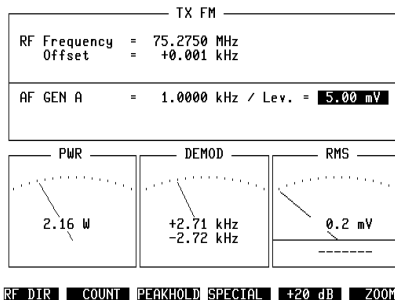 TX FM
RF Frequency = 75.2750 MHz
Offset = +0.001 kHz
AF GEN A = 1.0000 kHz / Lev. = 5.00 mV
PWR DEMOD RMS
2.16 W +2.71 kHz 0.2 mV
-2.72 kHz
-------
RF DIR COUNT PEAKHOLD SPECIAL +20 dB ZOOM